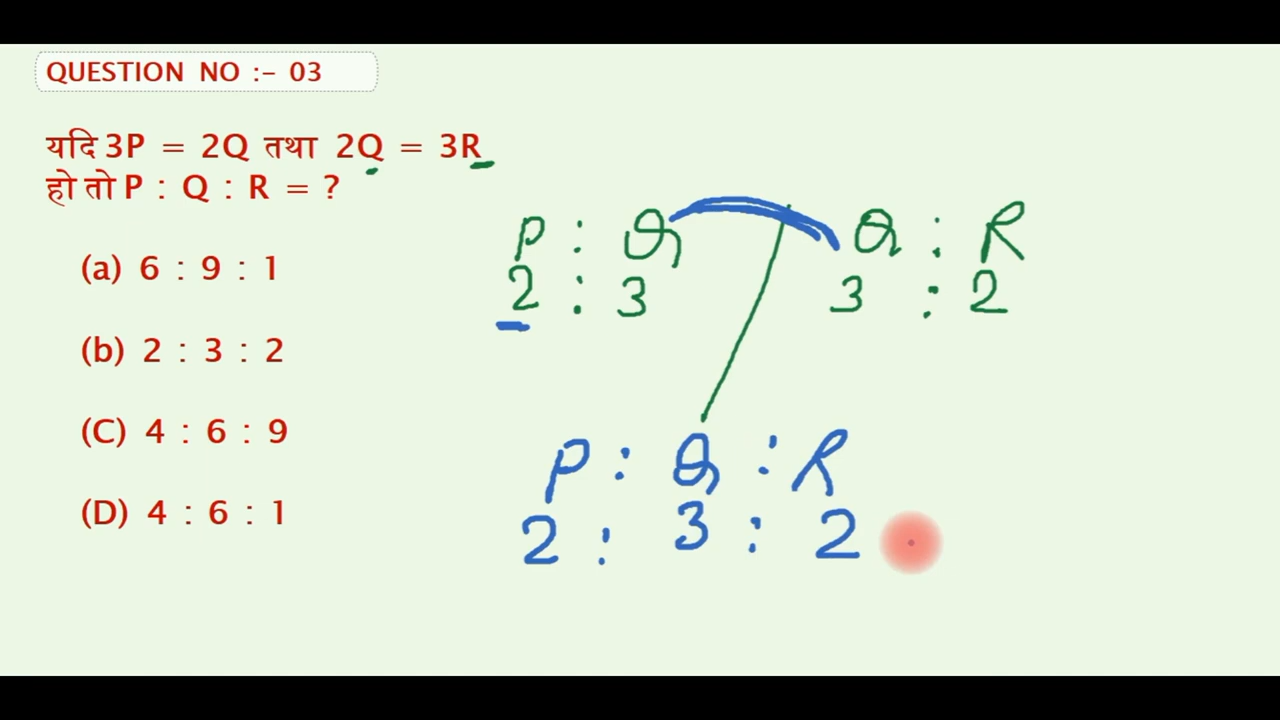 QUESTION NO :- 03
यदि 3P = 2Q तथा 2Q = 3R
हो तो P : Q : R = ?
(a) 6 : 9 : 1
(b) 2 : 3 : 2
(C) 4 : 6 : 9
(D) 4 : 6 : 1
P : Q Q : R
2 : 3 3 : 2
P : Q : R
2 : 3 : 2